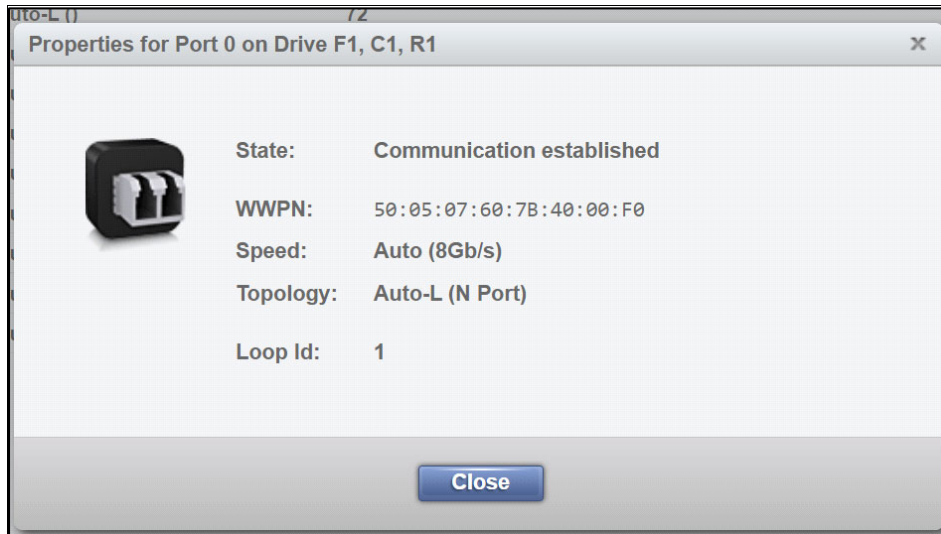 uto-L () 72
Properties for Port 0 on Drive F1, C1, R1 x
State: Communication established
WWPN: 50:05:07:60:7B:40:00:F0
Speed: Auto (8Gb/s)
Topology: Auto-L (N Port)
Loop Id: 1
Close